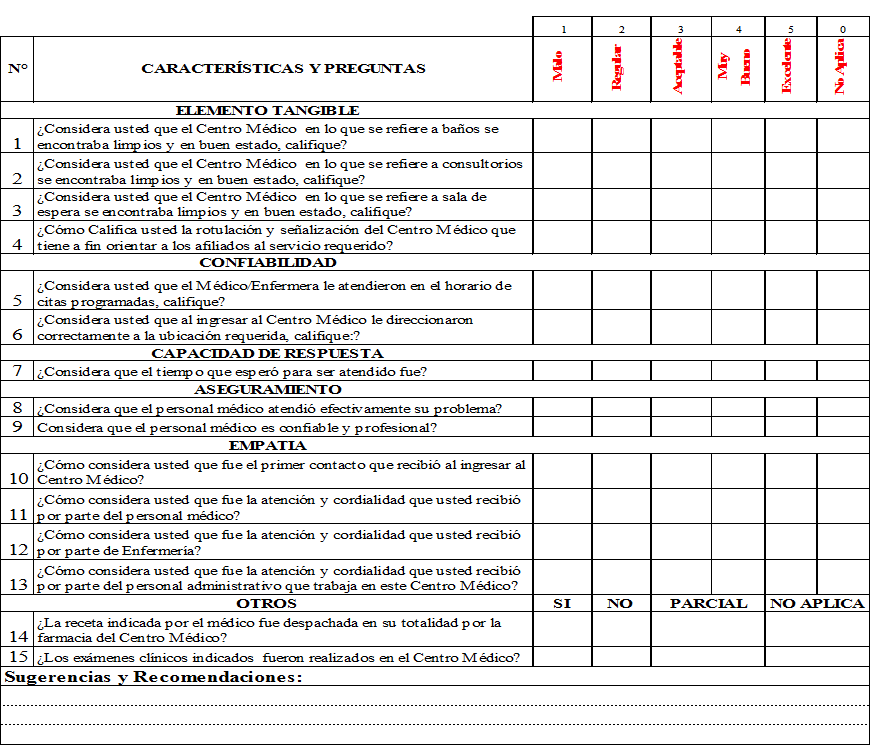 1 2 3 4 5 0
N° CARACTERÍSTICAS Y PREGUNTAS Malo Regular Aceptable Muy Bueno Excelente No Aplica
ELEMENTO TANGIBLE
¿Considera usted que el Centro Médico en lo que se refiere a baños se
1 encontraba limpios y en buen estado, califique?
¿Considera usted que el Centro Médico en lo que se refiere a consultorios
2 se encontraba limpios y en buen estado, califique?
¿Considera usted que el Centro Médico en lo que se refiere a sala de
3 espera se encontraba limpios y en buen estado, califique?
¿Cómo Califica usted la rotulación y señalización del Centro Médico que
4 tiene a fin orientar a los afiliados al servicio requerido?
CONFIABILIDAD
¿Considera usted que el Médico/Enfermera le atendieron en el horario de
5 citas programadas, califique?
¿Considera usted que al ingresar al Centro Médico le direccionaron
6 correctamente a la ubicación requerida, califique:?
CAPACIDAD DE RESPUESTA
7 ¿Considera que el tiempo que esperó para ser atendido fue?
ASEGURAMIENTO
8 ¿Considera que el personal médico atendió efectivamente su problema?
9 Considera que el personal médico es confiable y profesional?
EMPATIA
¿Cómo considera usted que fue el primer contacto que recibió al ingresar al
10 Centro Médico?
¿Cómo considera usted que fue la atención y cordialidad que usted recibió
11 por parte del personal médico?
¿Cómo considera usted que fue la atención y cordialidad que usted recibió
12 por parte de Enfermería?
¿Cómo considera usted que fue la atención y cordialidad que usted recibió
13 por parte del personal administrativo que trabaja en este Centro Médico?
OTROS SI NO PARCIAL NO APLICA
¿La receta indicada por el médico fue despachada en su totalidad por la
14 farmacia del Centro Médico?
15 ¿Los exámenes clínicos indicados fueron realizados en el Centro Médico?
Sugerencias y Recomendaciones: